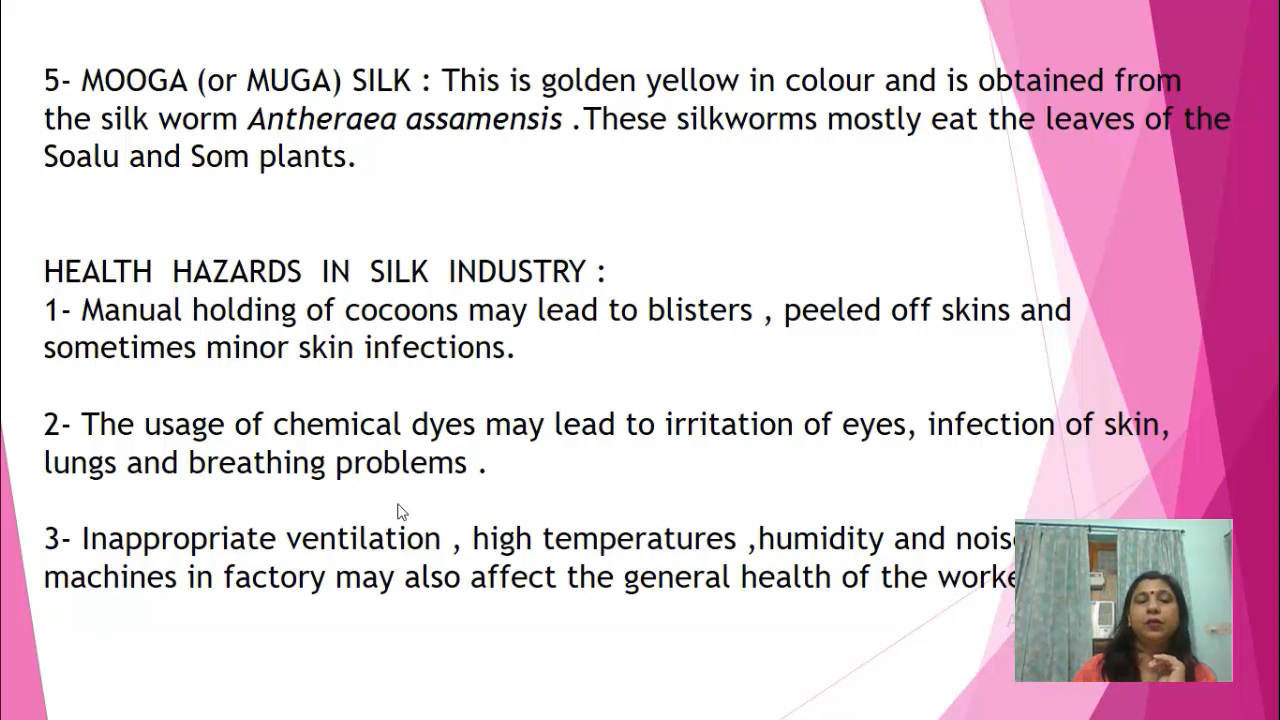 5- MOOGA (or MUGA) SILK : This is golden yellow in colour and is obtained from
the silk worm Antheraea assamensis .These silkworms mostly eat the leaves of the
Soalu and Som plants.
HEALTH HAZARDS IN SILK INDUSTRY :
1- Manual holding of cocoons may lead to blisters , peeled off skins and
sometimes minor skin infections.
2- The usage of chemical dyes may lead to irritation of eyes, infection of skin,
lungs and breathing problems .
3- Inappropriate ventilation , high temperatures ,humidity and
machines in factory may also affect the general health of the